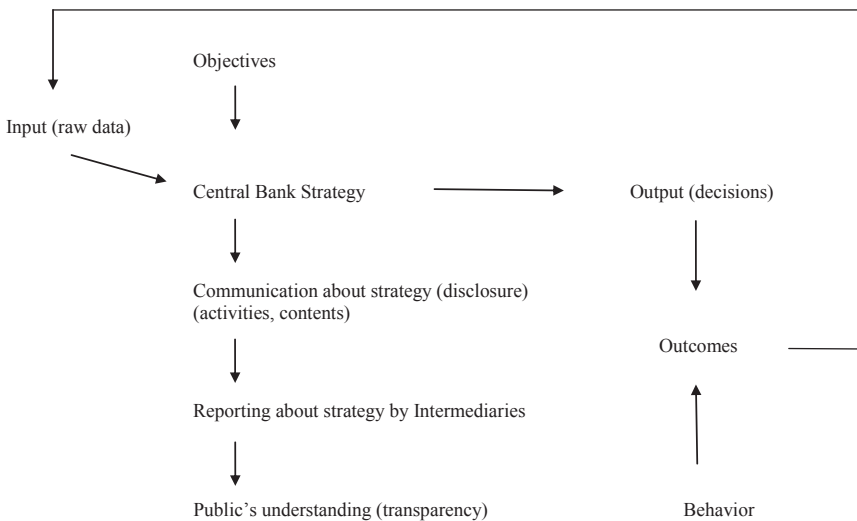 Objectives
Input (raw data)
Central Bank Strategy
Output (decisions)
Communication about strategy (disclosure)
(activities, contents)
Outcomes
Reporting about strategy by Intermediaries
Public’s understanding (transparency)
Behavior